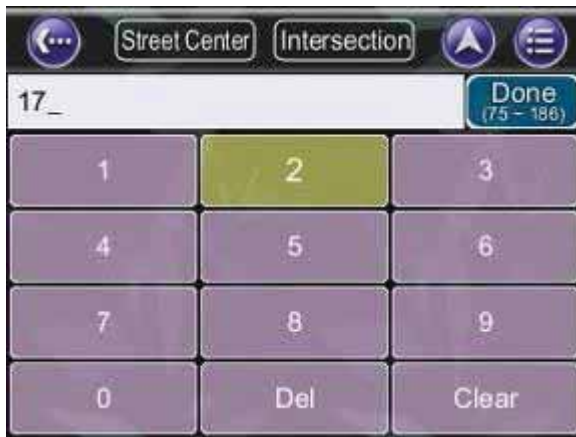 Street Center Intersection
17_
Done
(75 – 186)
1 2 3
4 5 6
7 8 9
0 Del Clear